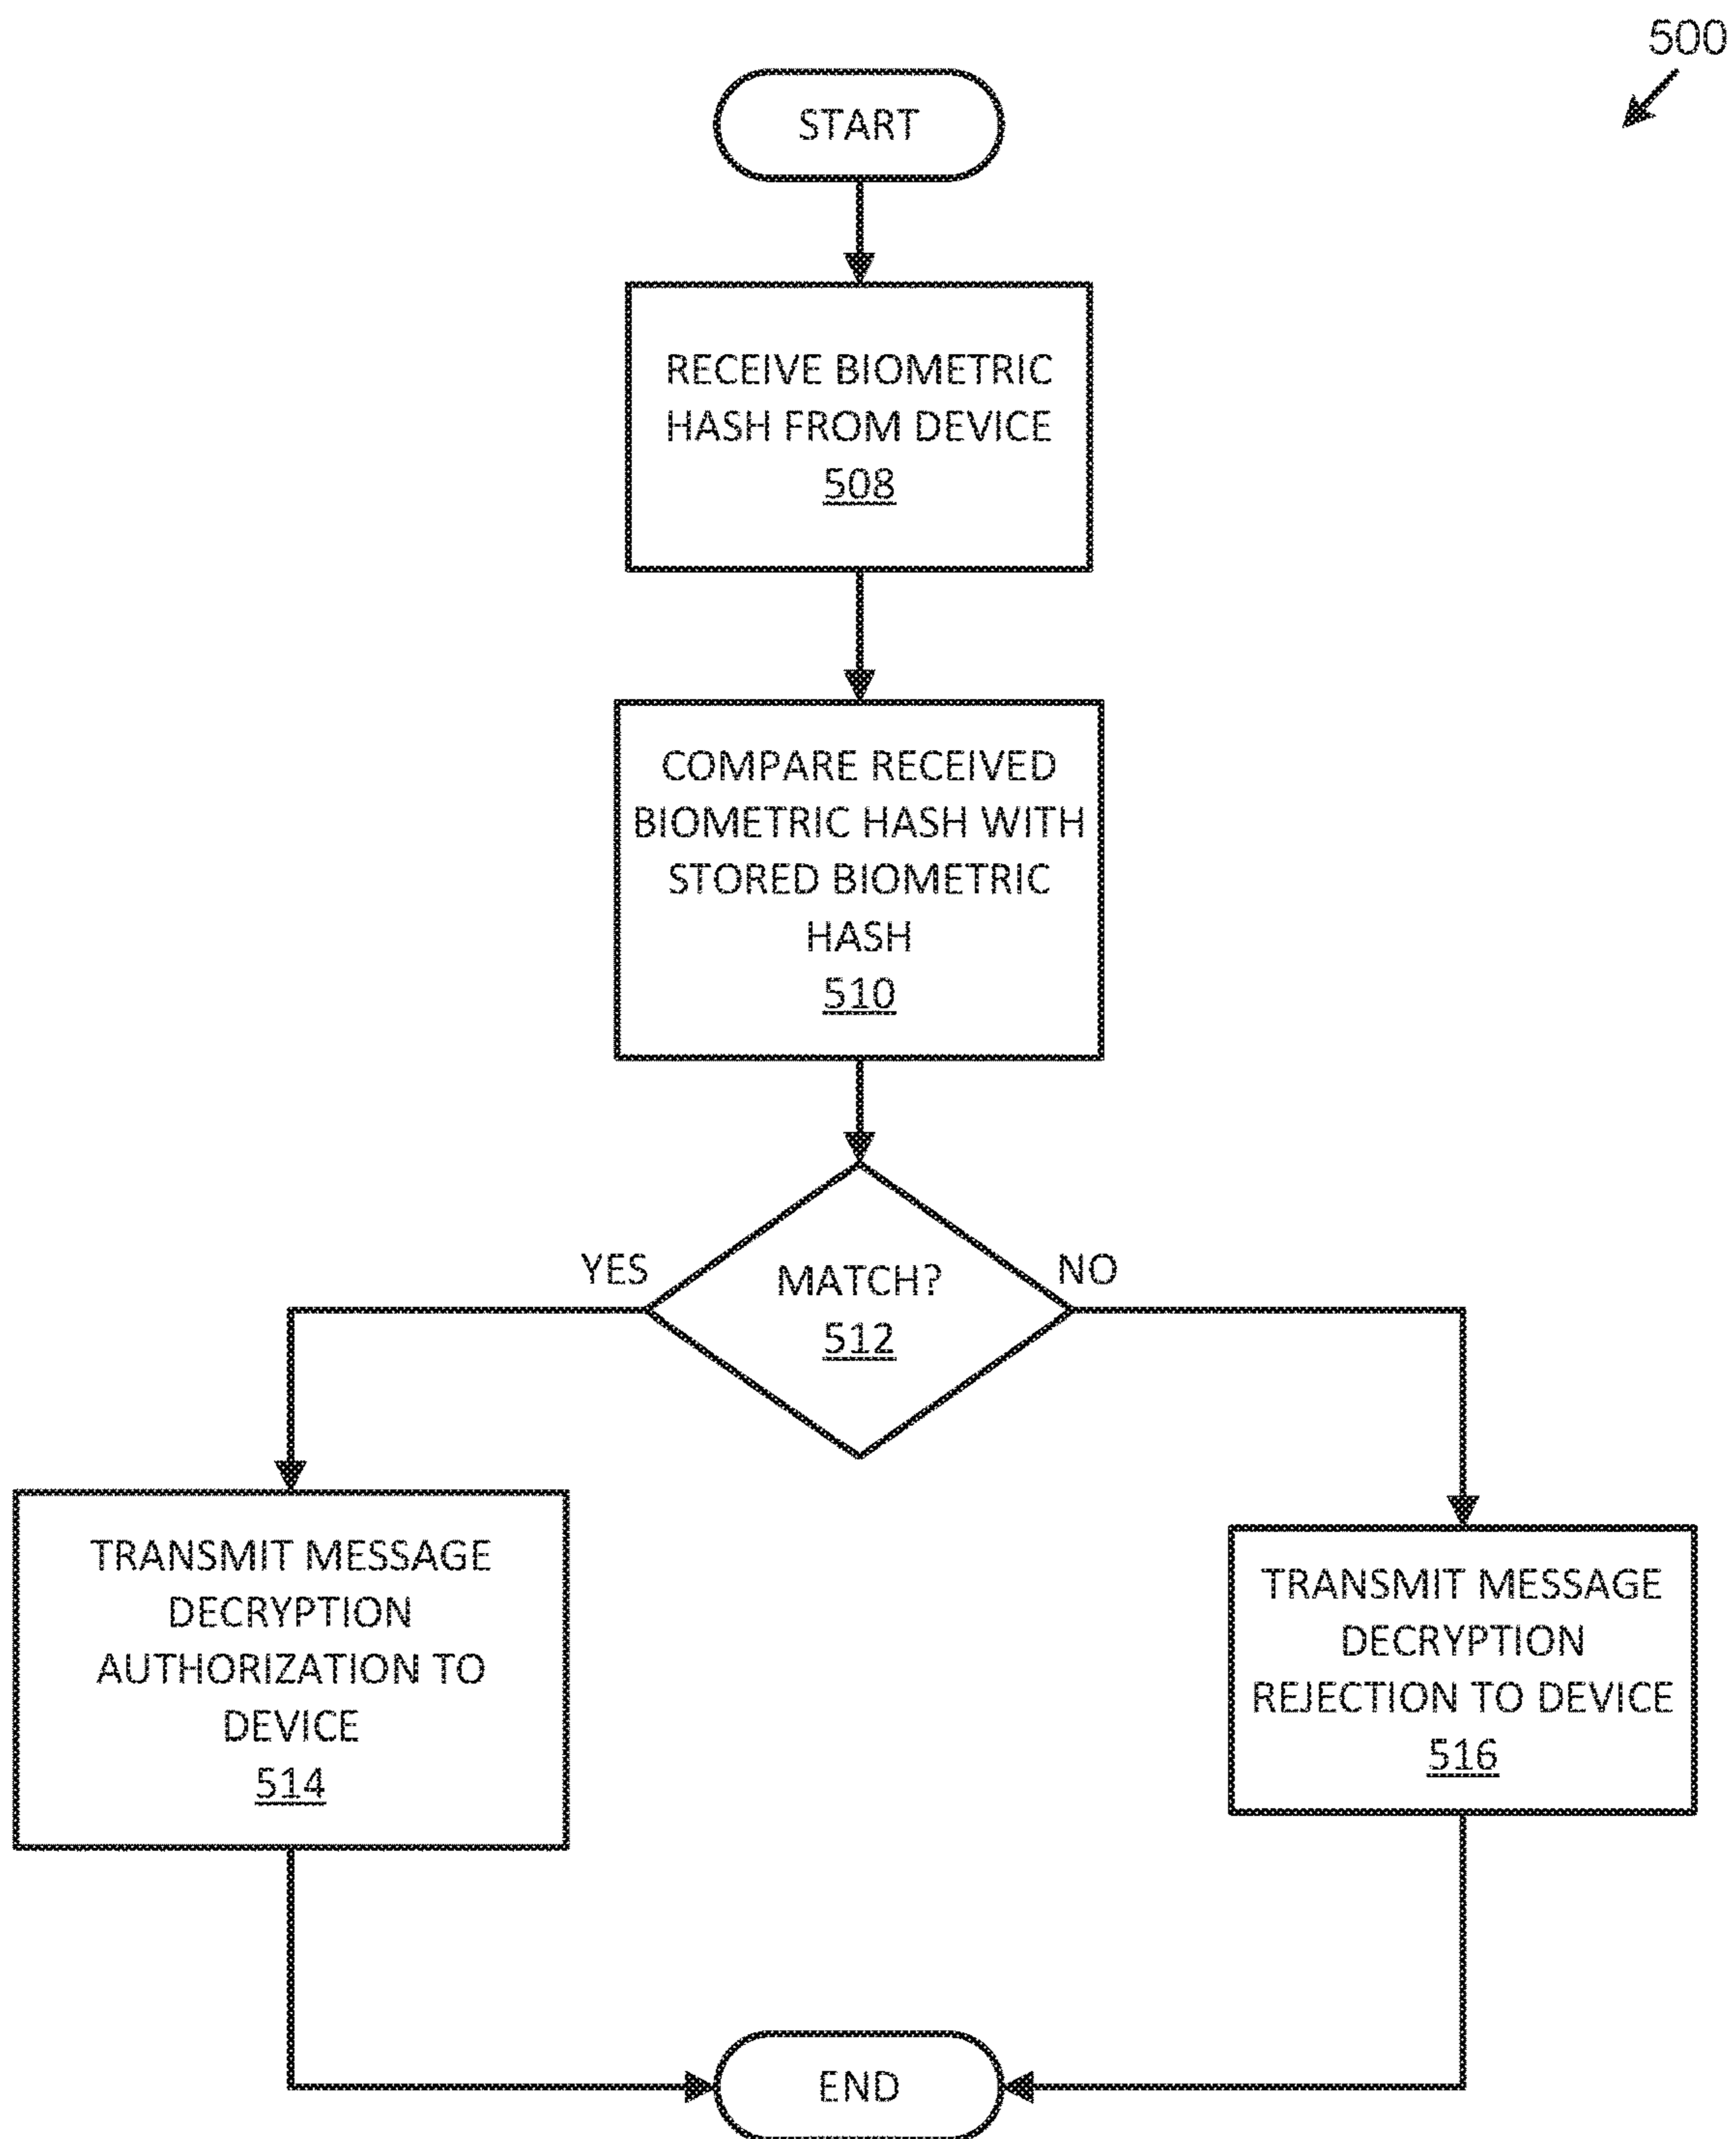 500
START
RECEIVE BIOMETRIC
HASH FROM DEVICE
508
COMPARE RECEIVED
BIOMETRIC HASH WITH
STORED BIOMETRIC
HASH
510
YES
MATCH?
NO
512
TRANSMIT MESSAGE
DECRYPTION
AUTHORIZATION TO
DEVICE
514
TRANSMIT MESSAGE
DECRYPTION
REJECTION TO DEVICE
516
END